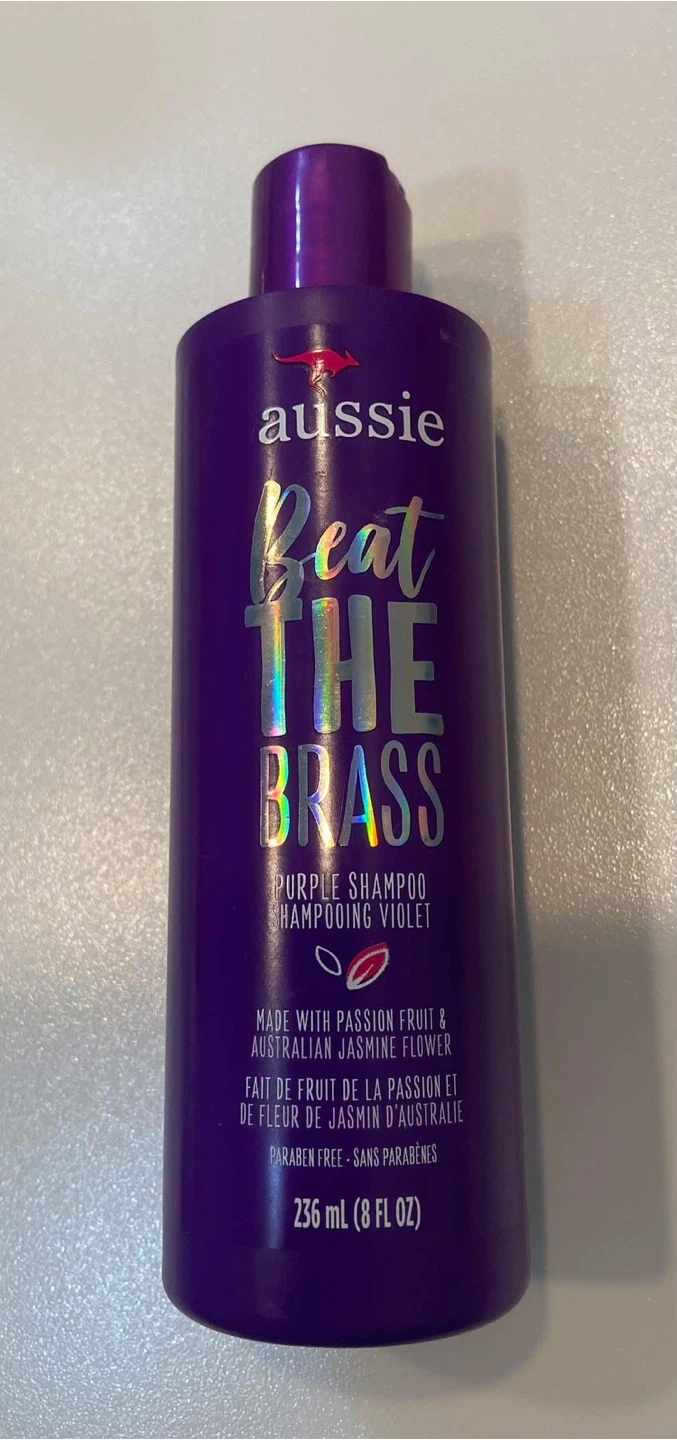 aussie
Beat
THE
BRASS
PURPLE SHAMPOO
SHAMPOOING VIOLET
MADE WITH PASSION FRUIT &
AUSTRALIAN JASMINE FLOWER
FAIT DE FRUIT DE LA PASSION ET
DE FLEUR DE JASMIN D'AUSTRALIE
PARABEN FREE • SANS PARABÈNES
236 mL (8 FL OZ)